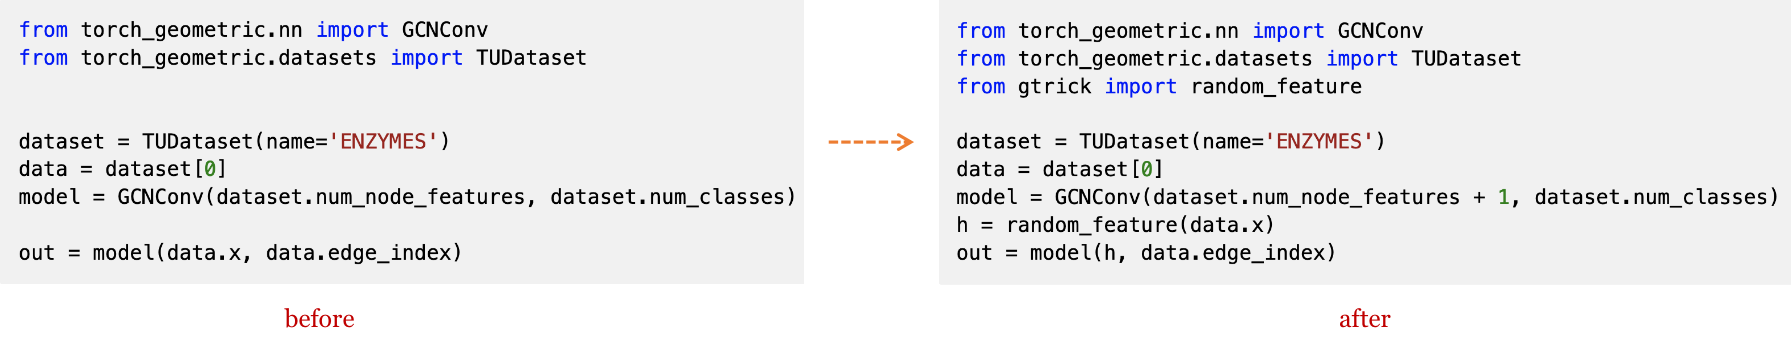 from torch_geometric.nn import GCNConv
from torch_geometric.datasets import TUDataset
dataset = TUDataset(name='ENZYMES')
data = dataset[0]
model = GCNConv(dataset.num_node_features, dataset.num_classes)
out = model(data.x, data.edge_index)
before
from torch_geometric.nn import GCNConv
from torch_geometric.datasets import TUDataset
from gtrick import random_feature
dataset = TUDataset(name='ENZYMES')
data = dataset[0]
model = GCNConv(dataset.num_node_features + 1, dataset.num_classes)
h = random_feature(data.x)
out = model(h, data.edge_index)
after